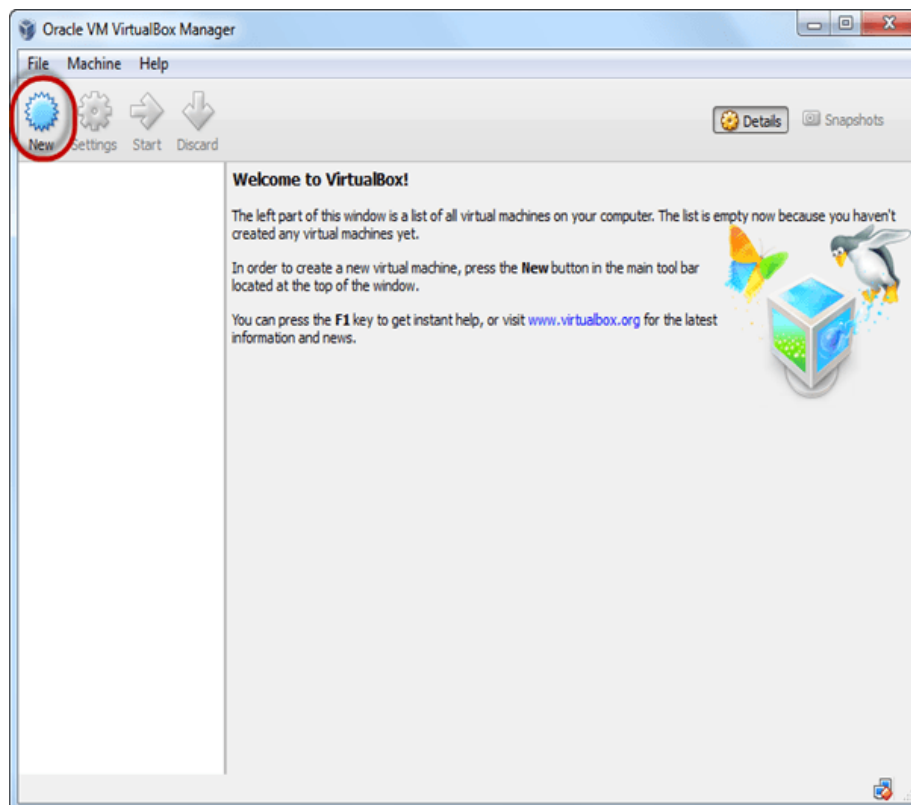 Oracle VM VirtualBox Manager
File Machine Help
New Settings Start Discard
Details Snapshots
Welcome to VirtualBox!
The left part of this window is a list of all virtual machines on your computer. The list is empty now because you haven't
created any virtual machines yet.
In order to create a new virtual machine, press the New button in the main tool bar
located at the top of the window.
You can press the F1 key to get instant help, or visit www.virtualbox.org for the latest
information and news.